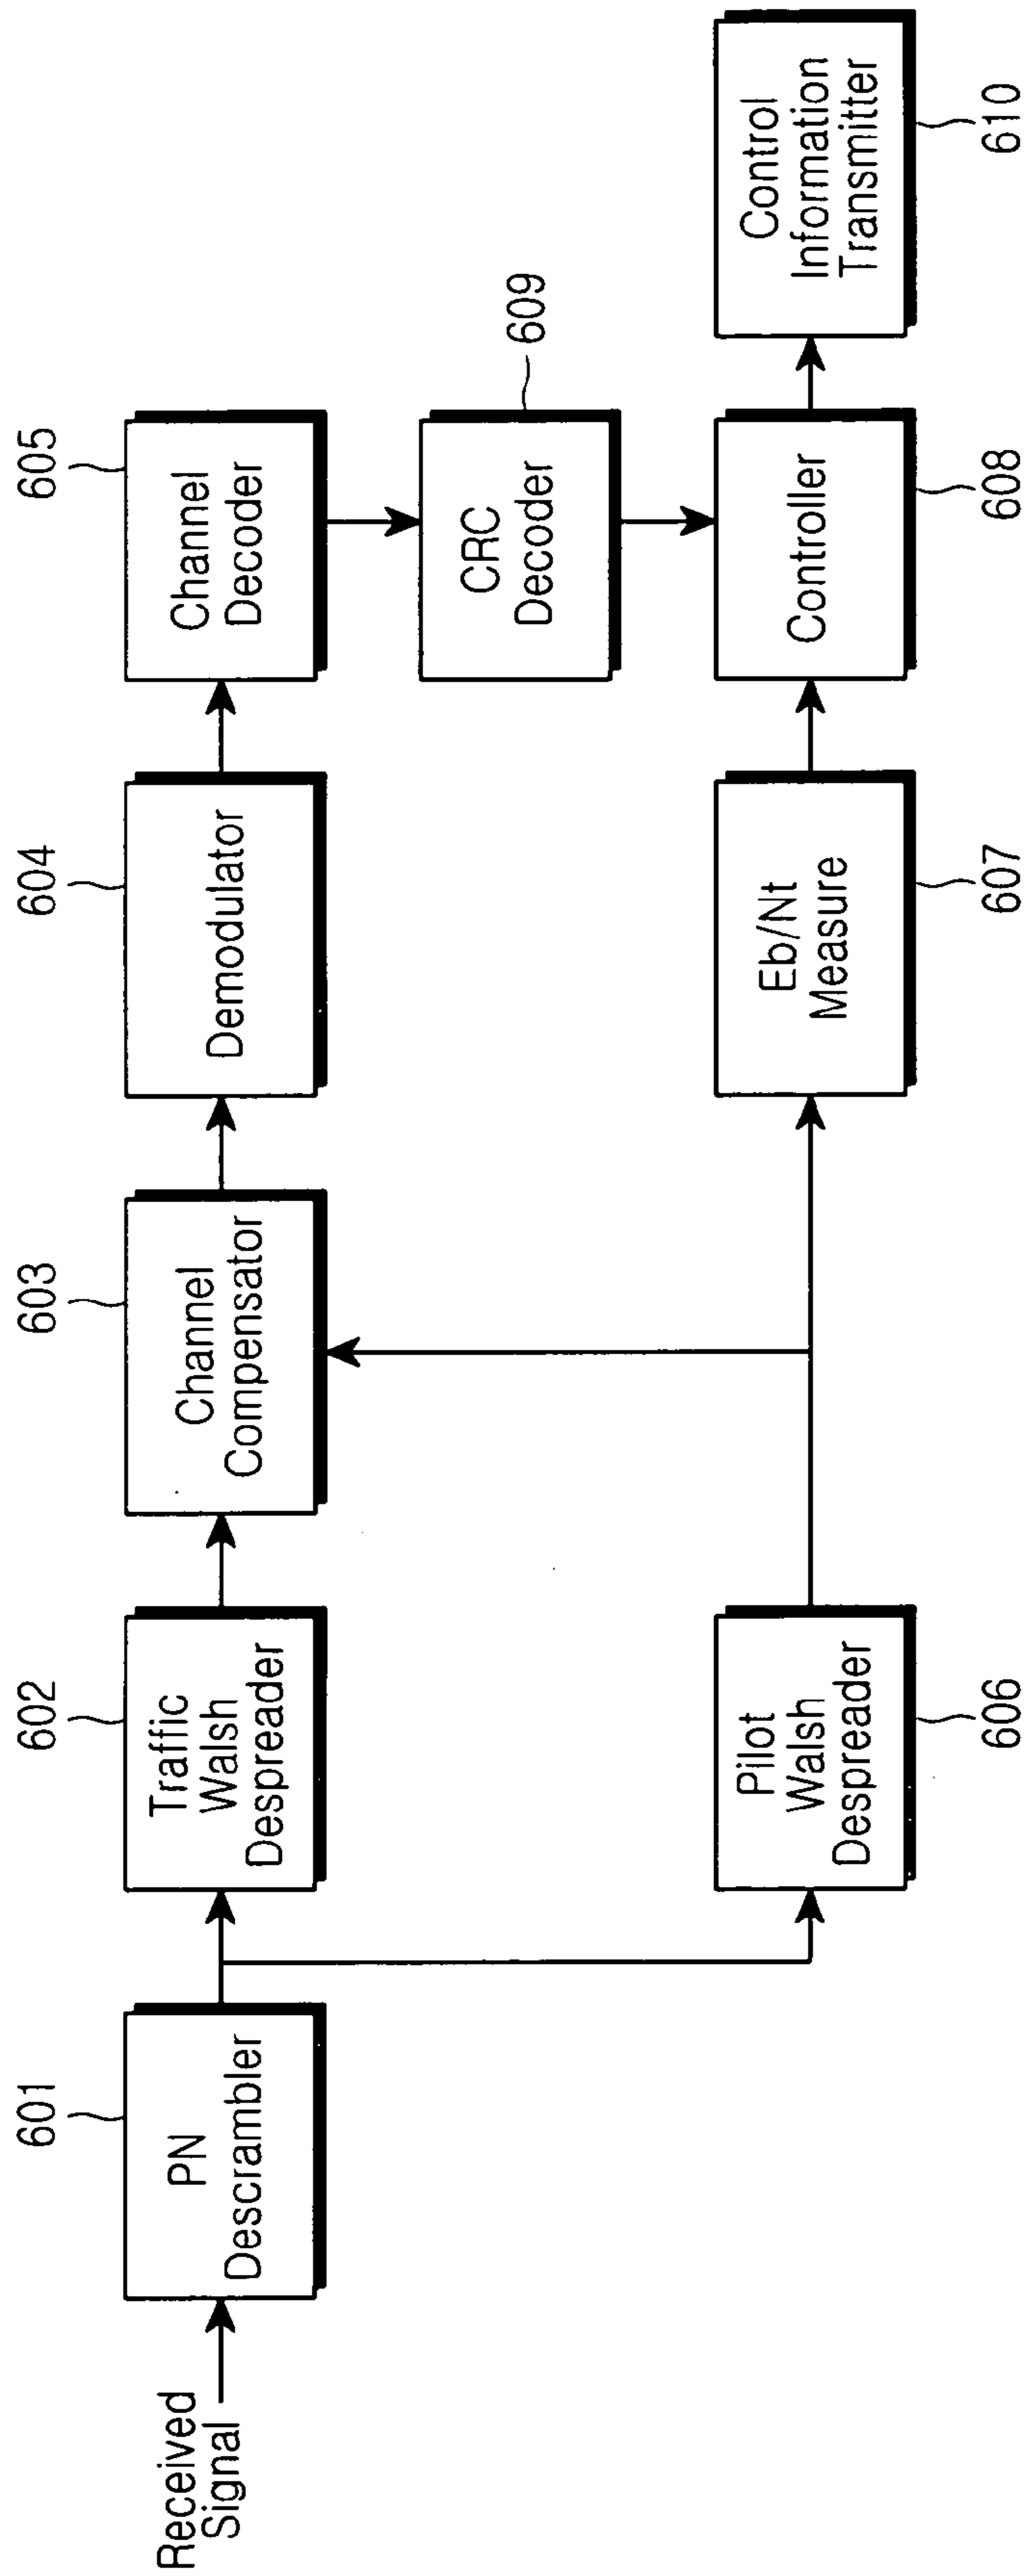 Received
Signal
601
PN
Descrambler
602
Traffic
Walsh
Despreader
603
Channel
Compensator
604
Demodulator
605
Channel
Decoder
609
CRC
Decoder
Pilot
Walsh
Despreader
606
Eb/Nt
Measure
607
Controller
608
Control
Information
Transmitter
610